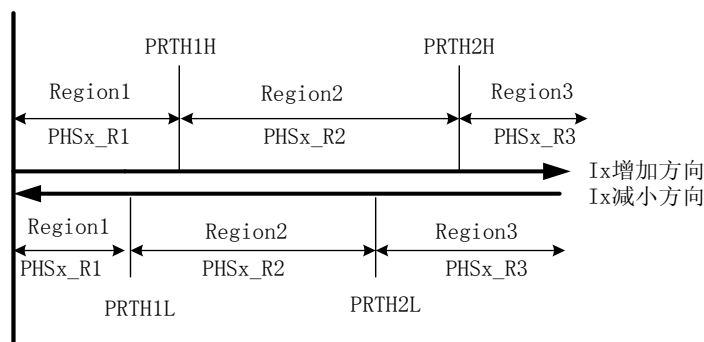 PRTH1H PRTH2H
Region1 Region2 Region3
PHSx_R1 PHSx_R2 PHSx_R3
Ix增加方向
Ix减小方向
Region1 Region2 Region3
PHSx_R1 PHSx_R2 PHSx_R3
PRTH1L PRTH2L